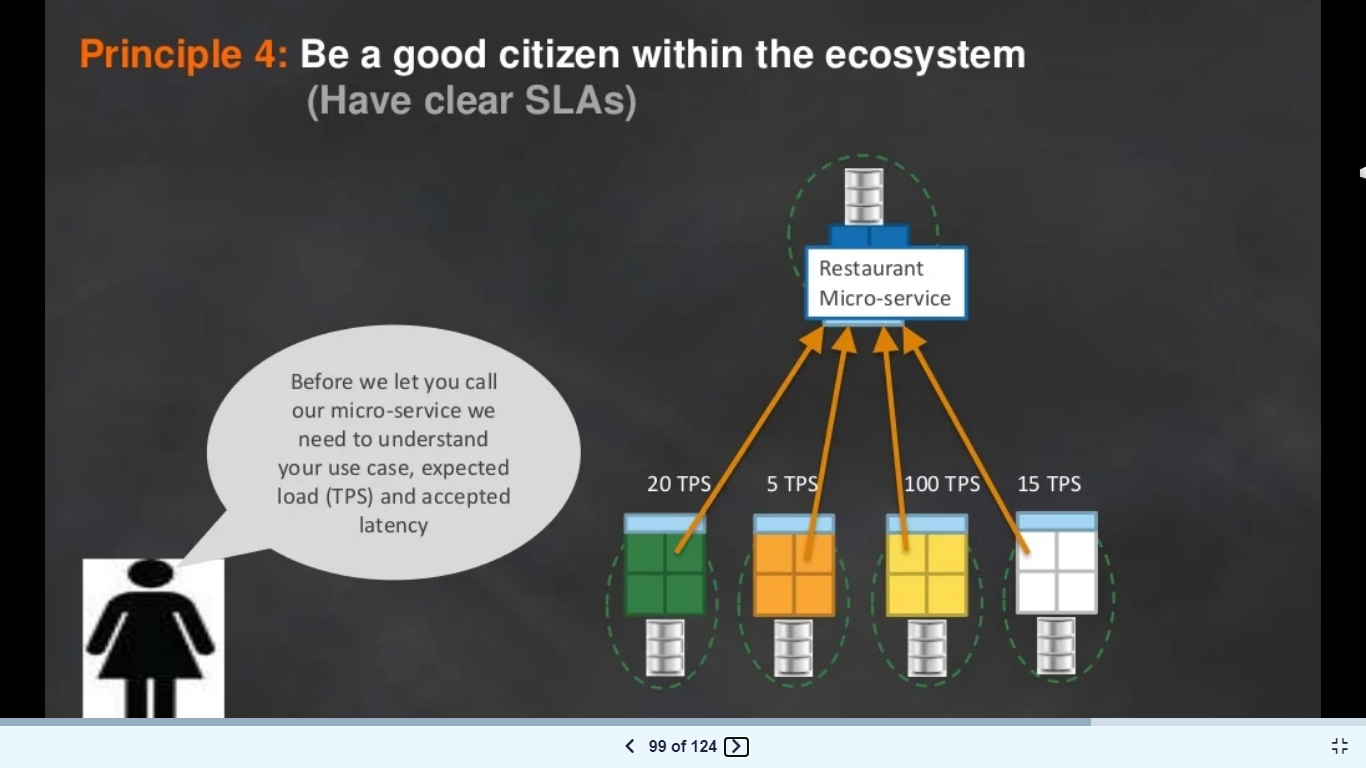 Principle 4: Be a good citizen within the ecosystem
(Have clear SLAs)
Restaurant
Micro-service
Before we let you call
our micro-service we
need to understand
your use case, expected
load (TPS) and accepted
latency
20 TPS
5 TPS
100 TPS
15 TPS
99 of 124